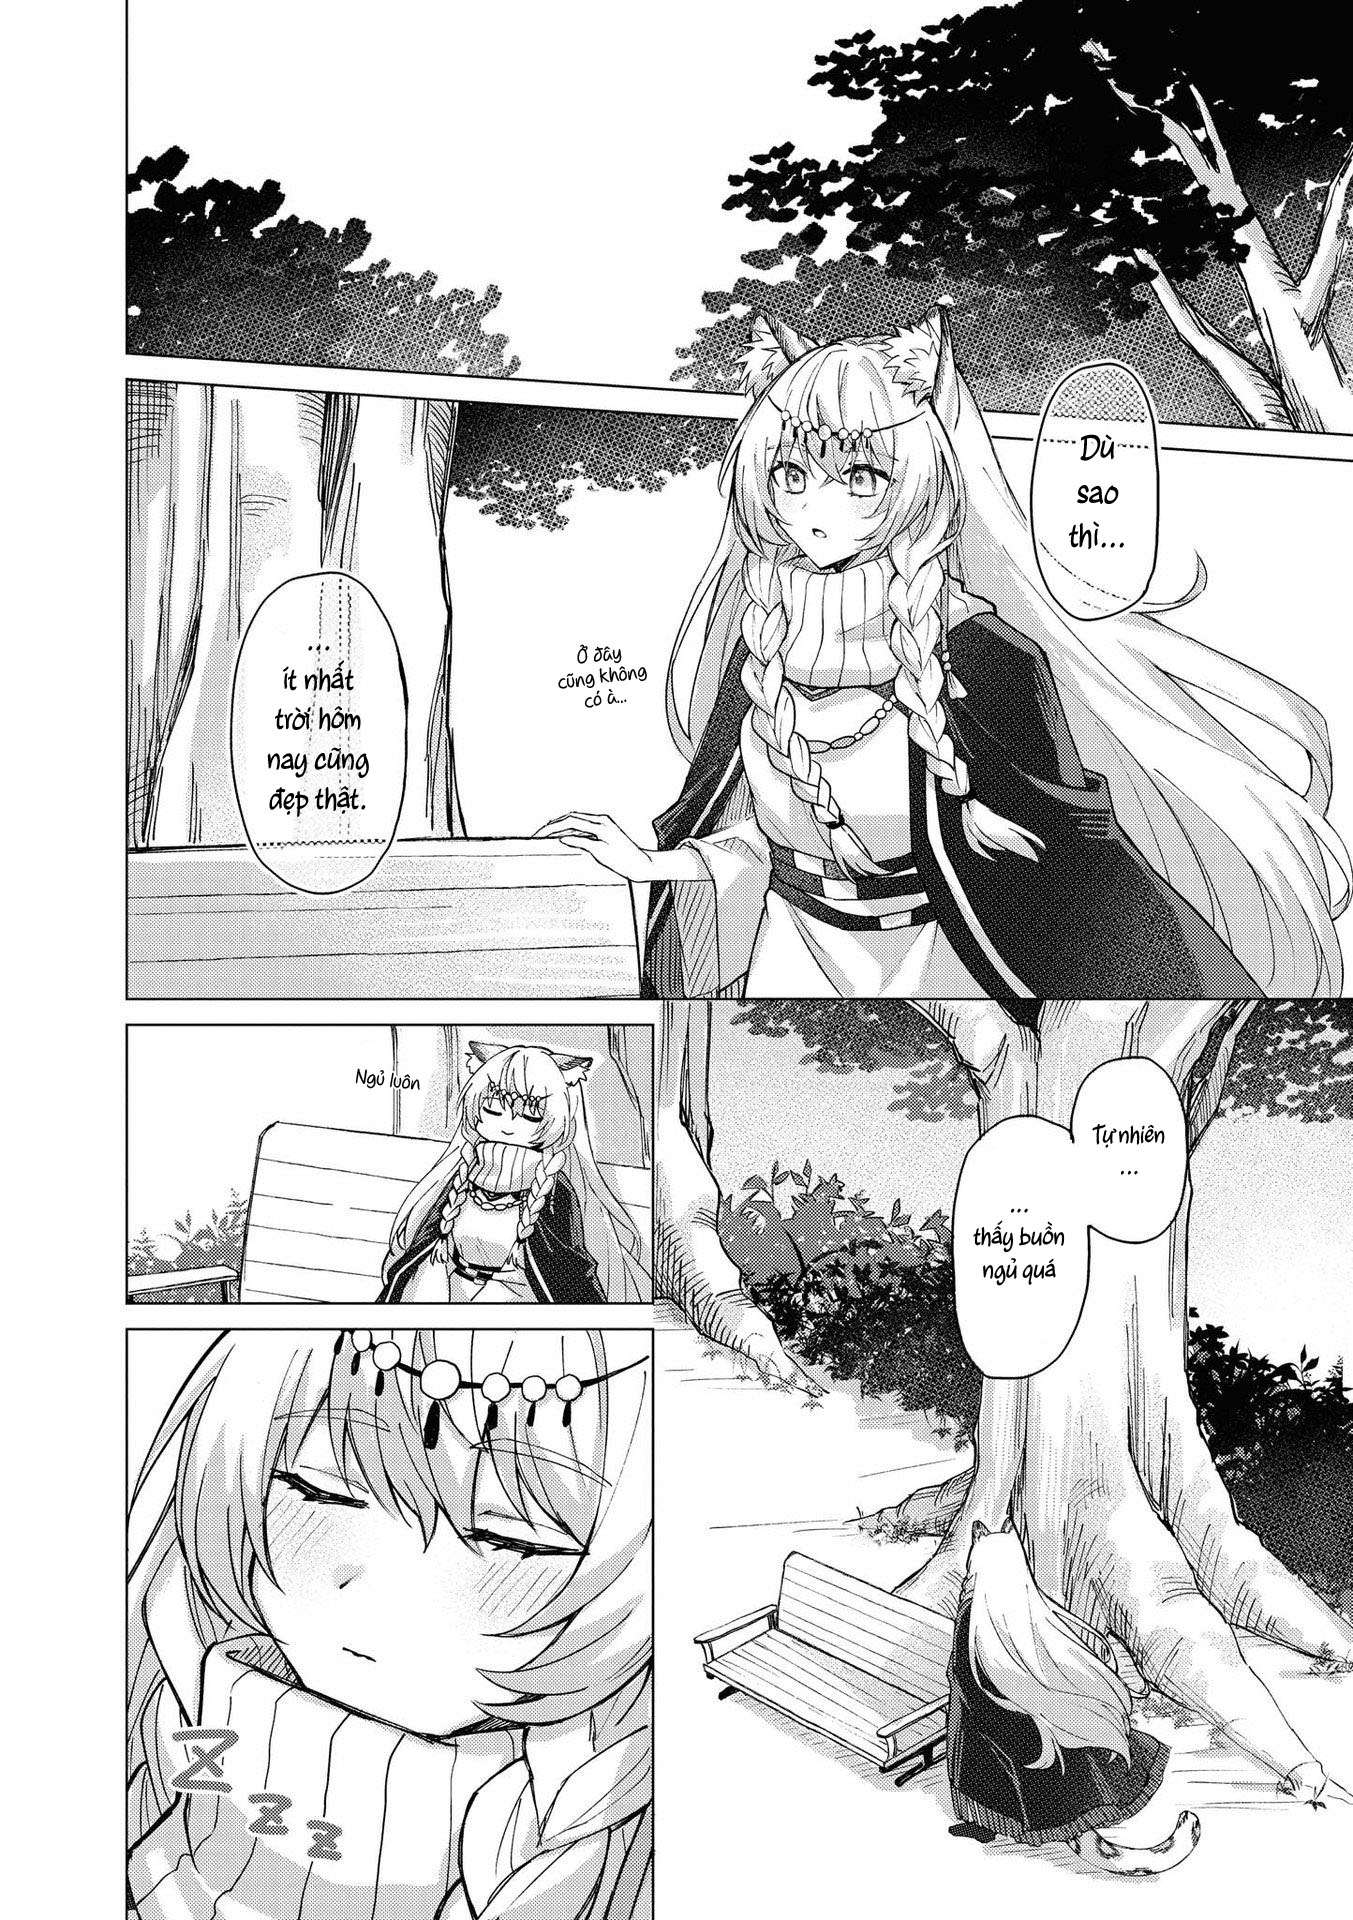 Dù
sao
thì...
Ở đây
cũng không
có à...
...
ít nhất
trời hôm
nay cũng
đẹp thật.
Tự nhiên
...
...
thấy buồn
ngủ quá
Ngủ luôn
Z
Z
Z
Z